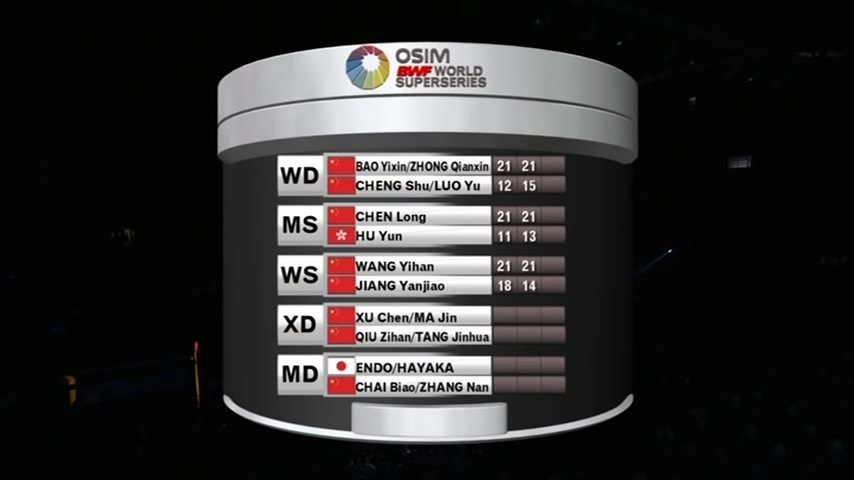 OSIM
BWF WORLD
SUPERSERIES
WD
BAO Yixin/ZHONG Qianxin 21 21
CHENG Shu/LUO Yu 12 15
MS
CHEN Long 21 21
HU Yun 11 13
WS
WANG Yihan 21 21
JIANG Yanjiao 18 14
XD
XU Chen/MA Jin
QIU Zihan/TANG Jinhua
MD
ENDO/HAYAKA
CHAI Biao/ZHANG Nan